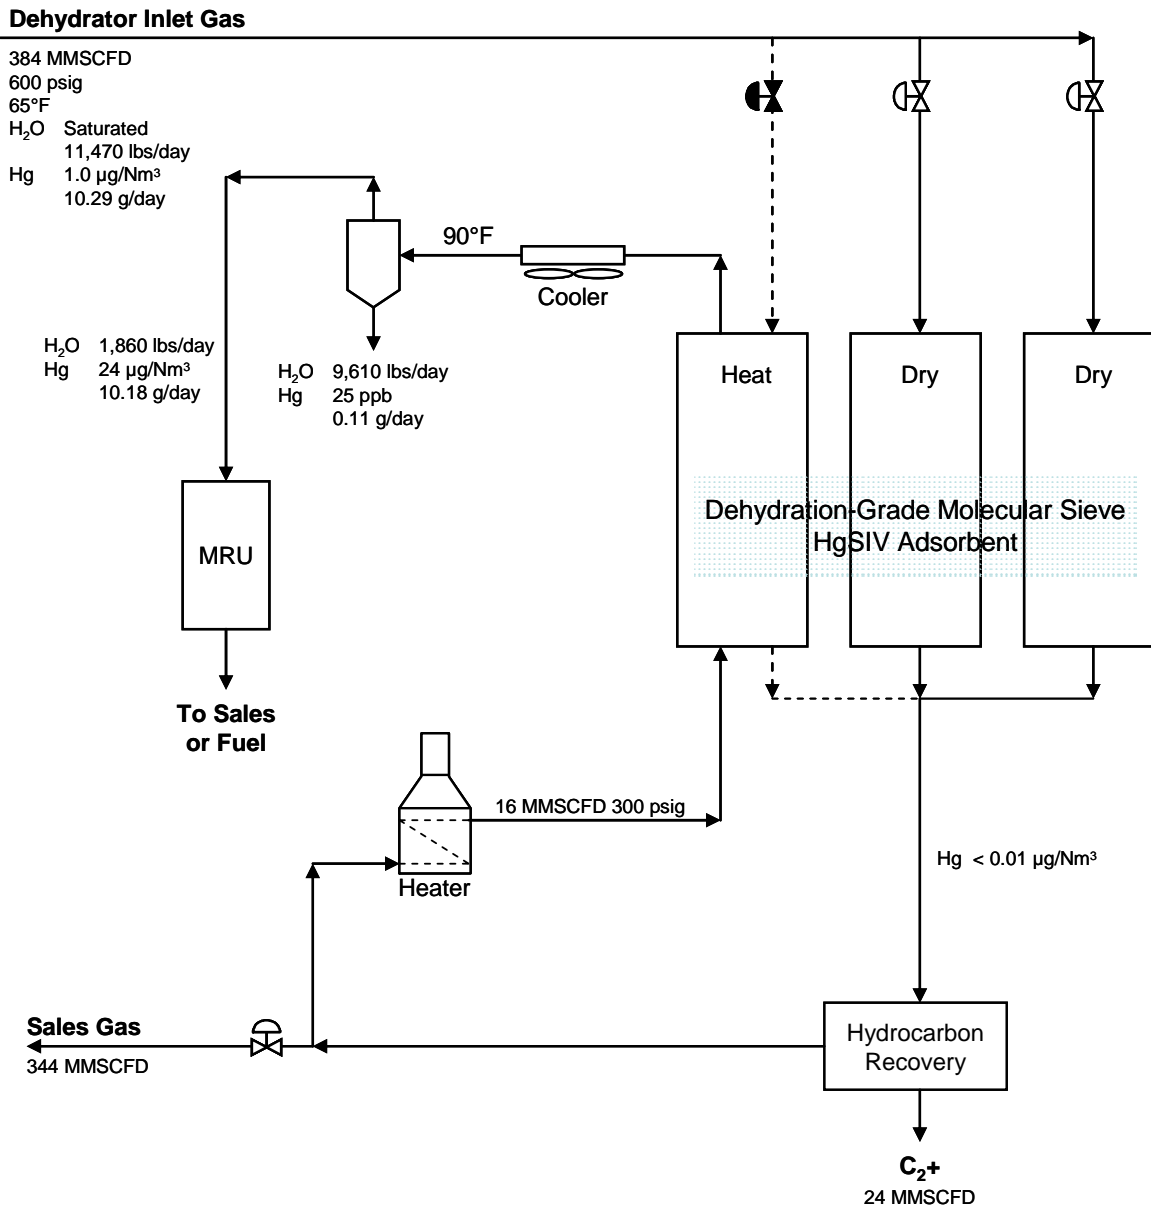 Dehydrator Inlet Gas
384 MMSCFD
600 psig
65°F
H₂O Saturated
11,470 lbs/day
Hg 1.0 µg/Nm³
10.29 g/day
90°F
Cooler
H₂O 1,860 lbs/day
Hg 24 µg/Nm³
10.18 g/day
H₂O 9,610 lbs/day
Hg 25 ppb
0.11 g/day
Heat
Dry
Dry
Dehydration-Grade Molecular Sieve
HgSIV Adsorbent
MRU
To Sales
or Fuel
16 MMSCFD 300 psig
Heater
Hg < 0.01 µg/Nm³
Sales Gas
344 MMSCFD
Hydrocarbon
Recovery
C₂+
24 MMSCFD